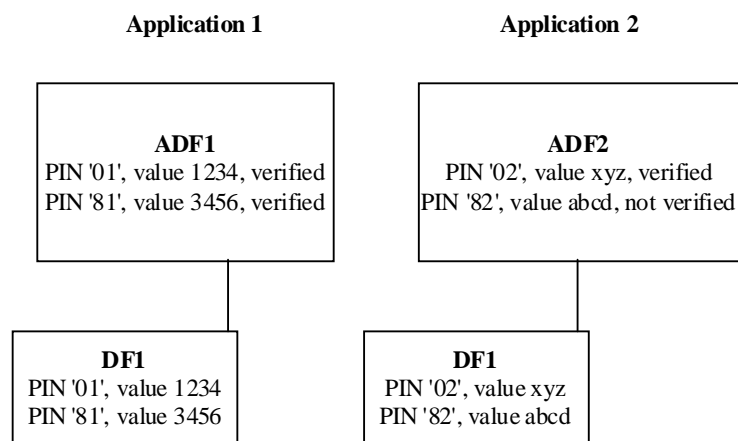 Application 1
Application 2
ADF1
PIN '01', value 1234, verified
PIN '81', value 3456, verified
ADF2
PIN '02', value xyz, verified
PIN '82', value abcd, not verified
DF1
PIN '01', value 1234
PIN '81', value 3456
DF1
PIN '02', value xyz
PIN '82', value abcd